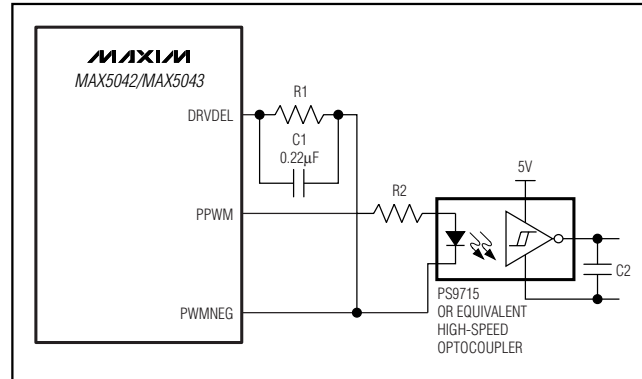 MAXIM
MAX5042/MAX5043
DRVDEL
R1
C1
0.22µF
5V
R2
PPWM
C2
PWMNEG
PS9715
OR EQUIVALENT
HIGH-SPEED
OPTOCOUPLER